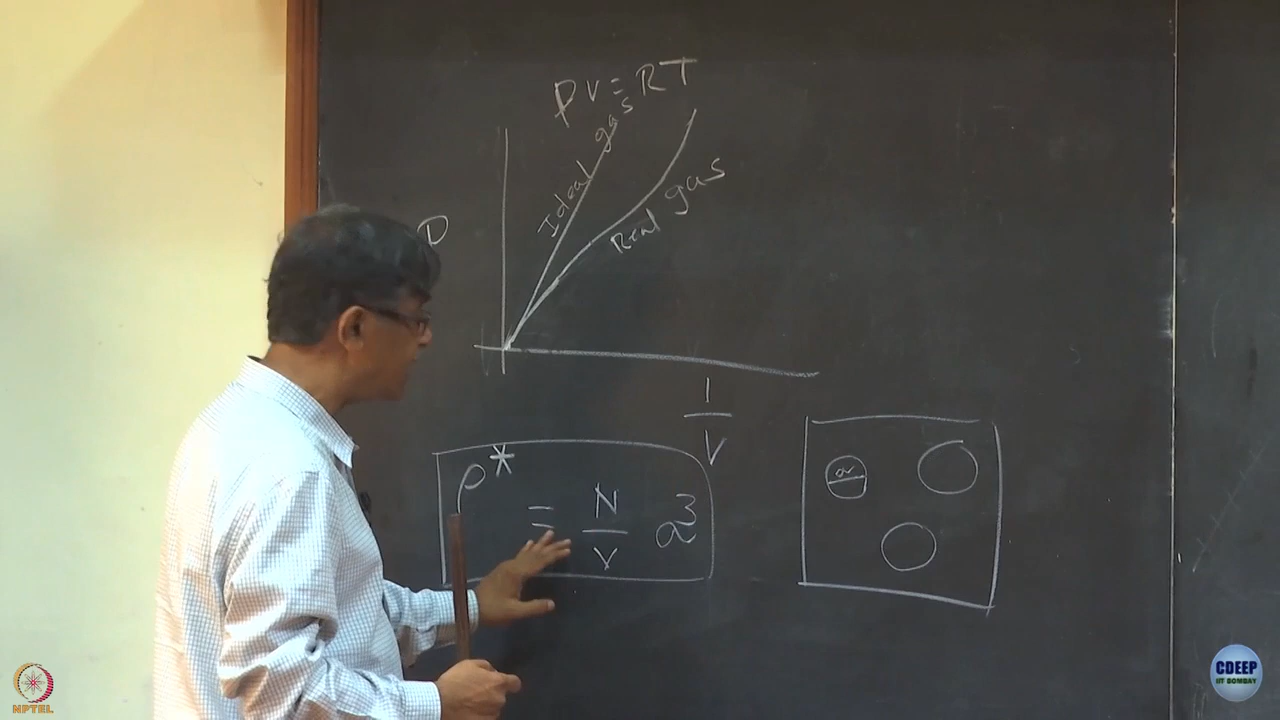 PV = RT
Ideal gas
Real gas
P
1/V
ρ* = N/V a³
a
NPTEL
CDEEP
IIT BOMBAY